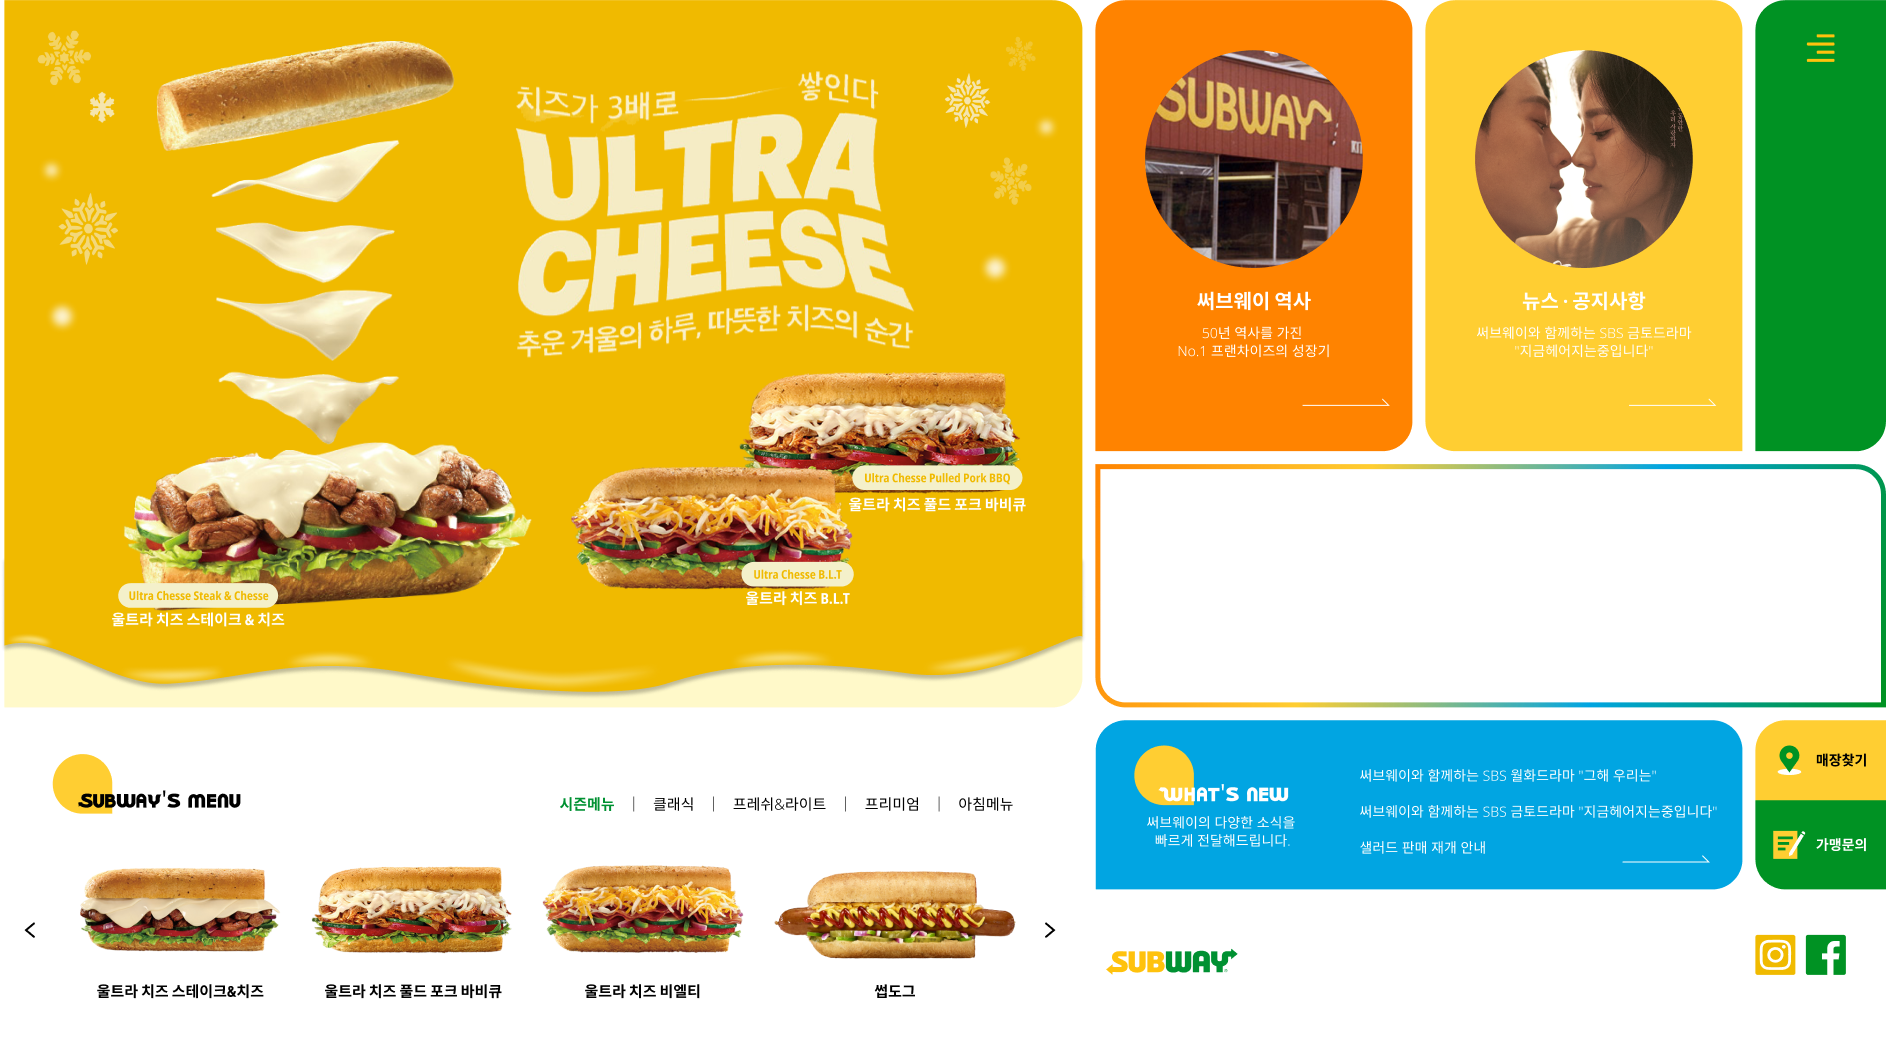 치즈가 3배로 쌓인다
ULTRA
CHEESE
추운 겨울의 하루, 따뜻한 치즈의 순간
Ultra Chesse Pulled Pork BBQ
울트라 치즈 풀드 포크 바비큐
Ultra Chesse B.L.T
울트라 치즈 B.L.T
Ultra Chesse Steak & Chesse
울트라 치즈 스테이크 & 치즈
SUBWAY
써브웨이 역사
50년 역사를 가진
No.1 프랜차이즈의 성장기
뉴스 · 공지사항
써브웨이와 함께하는 SBS 금토드라마
"지금헤어지는중입니다"
SUBWAY'S MENU
시즌메뉴 | 클래식 | 프레쉬&라이트 | 프리미엄 | 아침메뉴
울트라 치즈 스테이크&치즈
울트라 치즈 풀드 포크 바비큐
울트라 치즈 비엘티
썹도그
WHAT'S NEW
써브웨이의 다양한 소식을
빠르게 전달해드립니다.
써브웨이와 함께하는 SBS 월화드라마 "그해 우리는"
써브웨이와 함께하는 SBS 금토드라마 "지금헤어지는중입니다"
샐러드 판매 재개 안내
매장찾기
가맹문의
SUBWAY